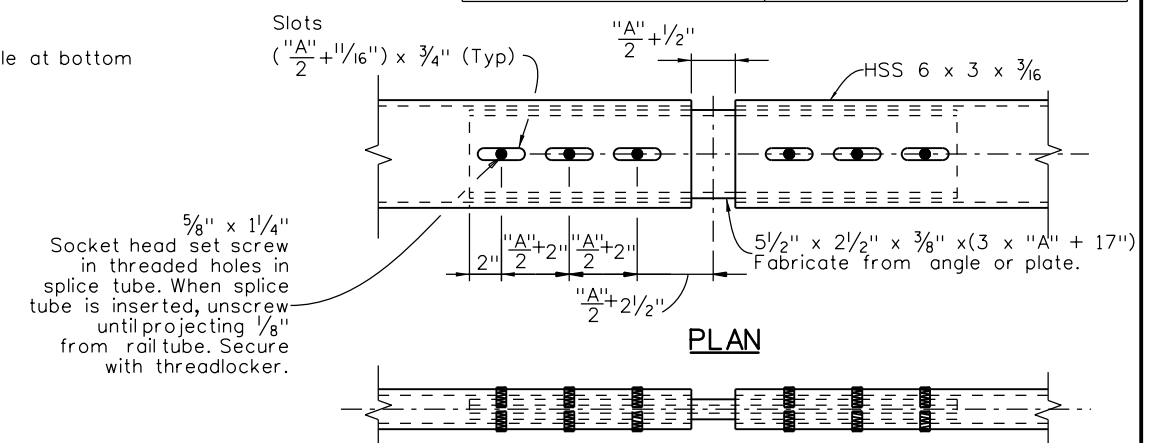 le at bottom
Slots
("A"/2 + 11/16") x 3/4" (Typ)
"A"/2 + 1/2"
HSS 6 x 3 x 3/16
5/8" x 1 1/4"
Socket head set screw
in threaded holes in
splice tube. When splice
tube is inserted, unscrew
until projecting 1/8"
from rail tube. Secure
with threadlocker.
2"
"A"/2 + 2"
"A"/2 + 2"
"A"/2 + 2 1/2"
5 1/2" x 2 1/2" x 3/8" x (3 x "A" + 17")
Fabricate from angle or plate.
PLAN